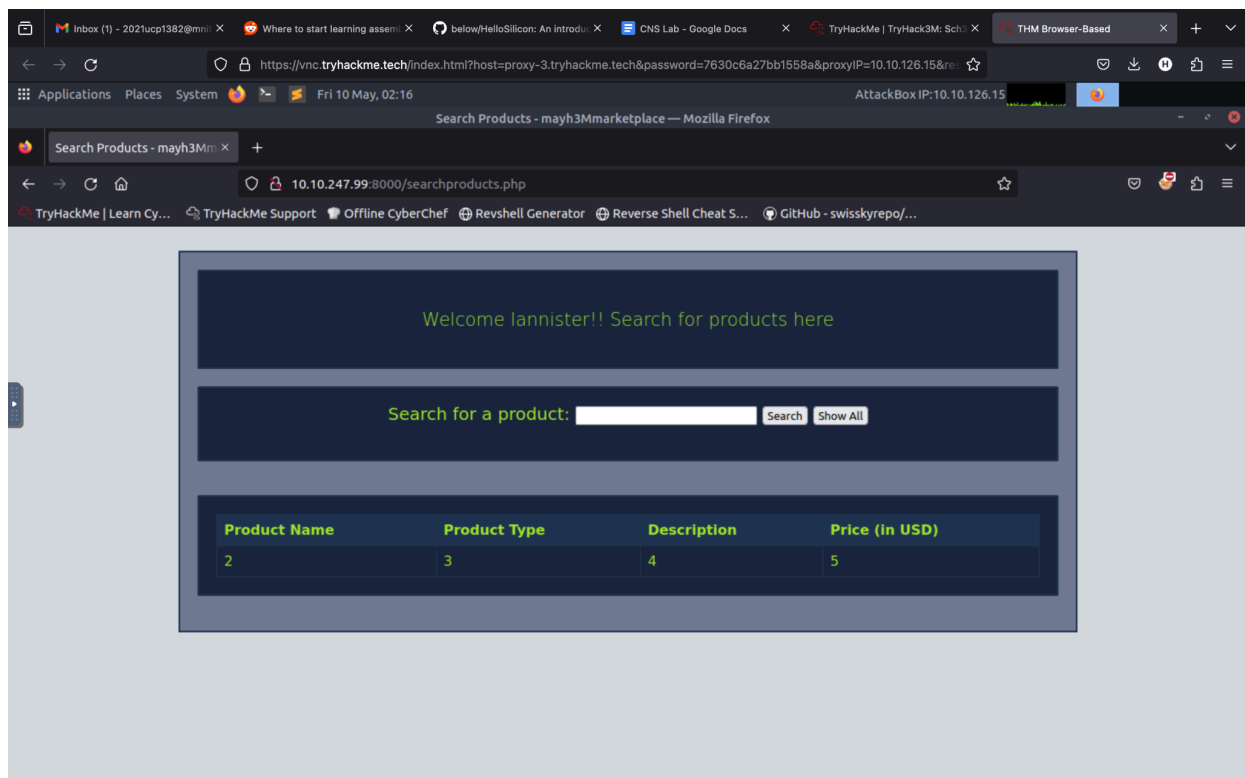 Inbox (1) - 2021ucp1382@mnit
Where to start learning assem
below/HelloSilicon: An introduc
CNS Lab - Google Docs
TryHackMe | TryHack3M: Sch3
THM Browser-Based
https://vnc.tryhackme.tech/index.html?host=proxy-3.tryhackme.tech&password=7630c6a27bb1558a&proxyIP=10.10.126.15&re
Applications Places System Fri 10 May, 02:16 AttackBox IP:10.10.126.15
Search Products - mayh3Mmarketplace — Mozilla Firefox
Search Products - mayh3Mm
10.10.247.99:8000/searchproducts.php
TryHackMe | Learn Cy... TryHackMe Support Offline CyberChef Revshell Generator Reverse Shell Cheat S... GitHub - swisskyrepo/...
Welcome lannister!! Search for products here
Search for a product: Search Show All
Product Name Product Type Description Price (in USD)
2 3 4 5